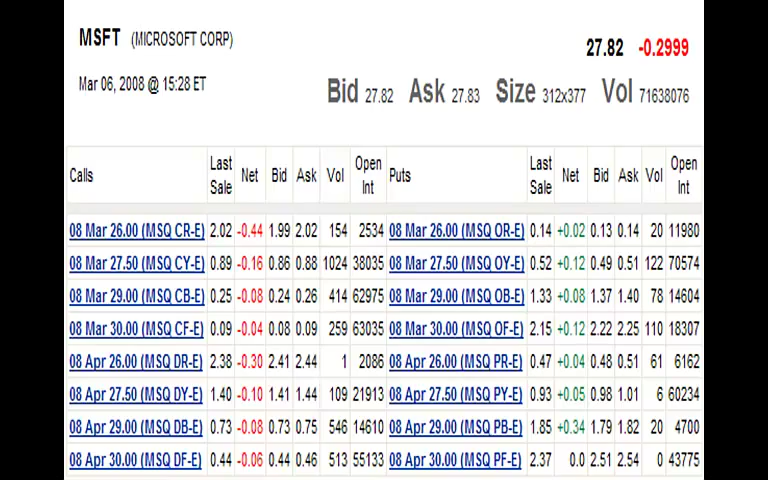 MSFT (MICROSOFT CORP)
27.82 -0.2999
Mar 06, 2008 @ 15:28 ET
Bid 27.82 Ask 27.83 Size 312x377 Vol 71638076
Calls Last Sale Net Bid Ask Vol Open Int Puts Last Sale Net Bid Ask Vol Open Int
08 Mar 26.00 (MSQ CR-E) 2.02 -0.44 1.99 2.02 154 2534 08 Mar 26.00 (MSQ OR-E) 0.14 +0.02 0.13 0.14 20 11980
08 Mar 27.50 (MSQ CY-E) 0.89 -0.16 0.86 0.88 1024 38035 08 Mar 27.50 (MSQ OY-E) 0.52 +0.12 0.49 0.51 122 70574
08 Mar 29.00 (MSQ CB-E) 0.25 -0.08 0.24 0.26 414 62975 08 Mar 29.00 (MSQ OB-E) 1.33 +0.08 1.37 1.40 78 14604
08 Mar 30.00 (MSQ CF-E) 0.09 -0.04 0.08 0.09 259 63035 08 Mar 30.00 (MSQ OF-E) 2.15 +0.12 2.22 2.25 110 18307
08 Apr 26.00 (MSQ DR-E) 2.38 -0.30 2.41 2.44 1 2086 08 Apr 26.00 (MSQ PR-E) 0.47 +0.04 0.48 0.51 61 6162
08 Apr 27.50 (MSQ DY-E) 1.40 -0.10 1.41 1.44 109 21913 08 Apr 27.50 (MSQ PY-E) 0.93 +0.05 0.98 1.01 6 60234
08 Apr 29.00 (MSQ DB-E) 0.73 -0.08 0.73 0.75 546 14610 08 Apr 29.00 (MSQ PB-E) 1.85 +0.34 1.79 1.82 20 4700
08 Apr 30.00 (MSQ DF-E) 0.44 -0.06 0.44 0.46 513 55133 08 Apr 30.00 (MSQ PF-E) 2.37 0.0 2.51 2.54 0 43775